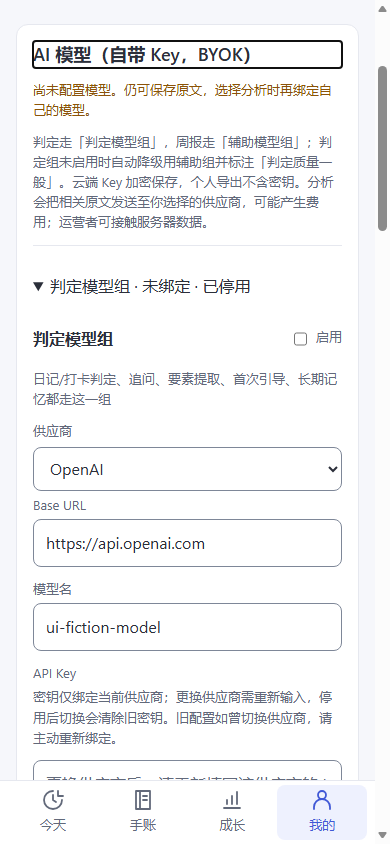 AI 模型（自带 Key，BYOK）
尚未配置模型。仍可保存原文，选择分析时再绑定自
己的模型。
判定走「判定模型组」，周报走「辅助模型组」；判
定组未启用时自动降级用辅助组并标注「判定质量一
般」。云端 Key 加密保存，个人导出不含密钥。分析
会把相关原文发送至你选择的供应商，可能产生费
用；运营者可接触服务器数据。
▼ 判定模型组 · 未绑定 · 已停用
判定模型组
启用
日记/打卡判定、追问、要素提取、首次引导、长期记
忆都走这一组
供应商
OpenAI
Base URL
https://api.openai.com
模型名
ui-fiction-model
API Key
密钥仅绑定当前供应商；更换供应商需重新输入，停
用后切换会清除旧密钥。旧配置如曾切换供应商，请
主动重新绑定。
今天
手账
成长
我的